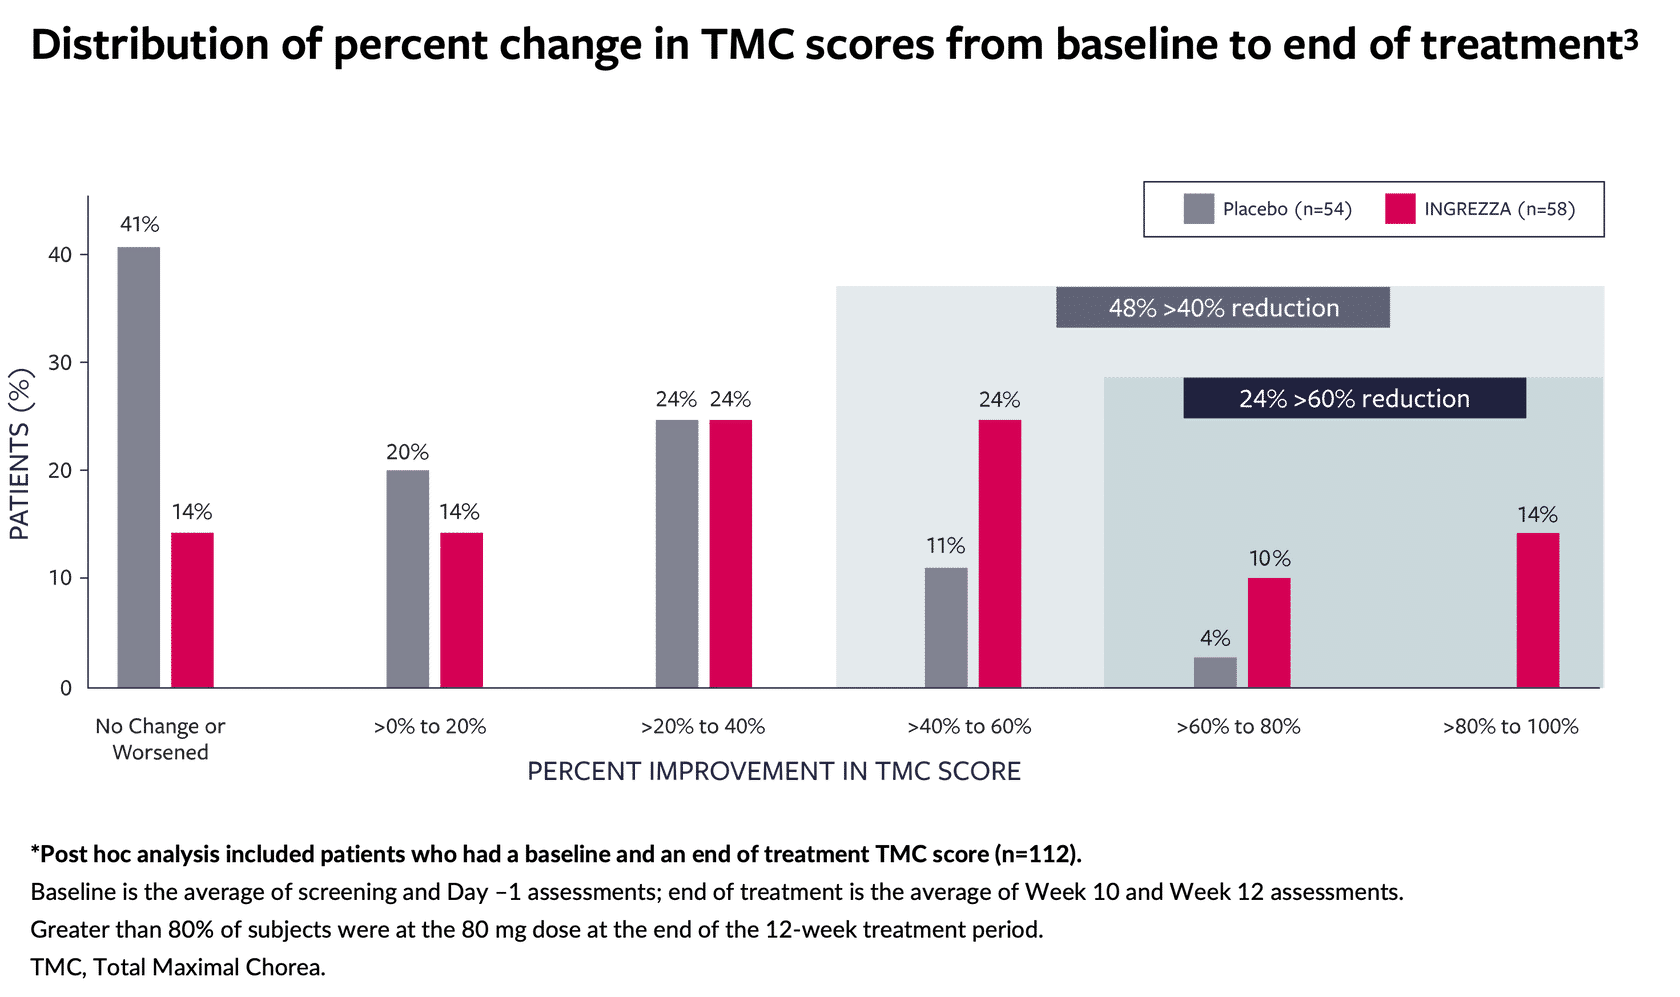 Distribution of percent change in TMC scores from baseline to end of treatment³
Placebo (n=54) INGREZZA (n=58)
41%
40
48% >40% reduction
30
24% >60% reduction
24% 24% 24%
20%
20
14% 14% 14%
11%
10%
10
4%
0
PATIENTS (%)
No Change or
Worsened
>0% to 20% >20% to 40% >40% to 60% >60% to 80% >80% to 100%
PERCENT IMPROVEMENT IN TMC SCORE
*Post hoc analysis included patients who had a baseline and an end of treatment TMC score (n=112).
Baseline is the average of screening and Day –1 assessments; end of treatment is the average of Week 10 and Week 12 assessments.
Greater than 80% of subjects were at the 80 mg dose at the end of the 12-week treatment period.
TMC, Total Maximal Chorea.